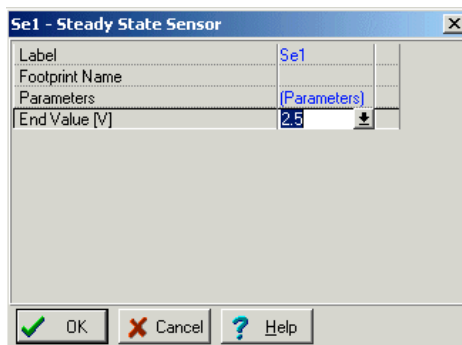 Se1 - Steady State Sensor
Label Se1
Footprint Name
Parameters (Parameters)
End Value [V] 2.5
OK Cancel ? Help